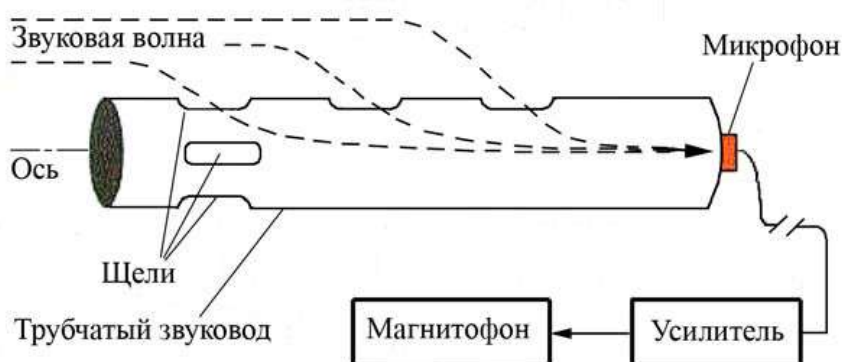 Звуковая волна
Микрофон
Ось
Щели
Трубчатый звуковод
Магнитофон
Усилитель